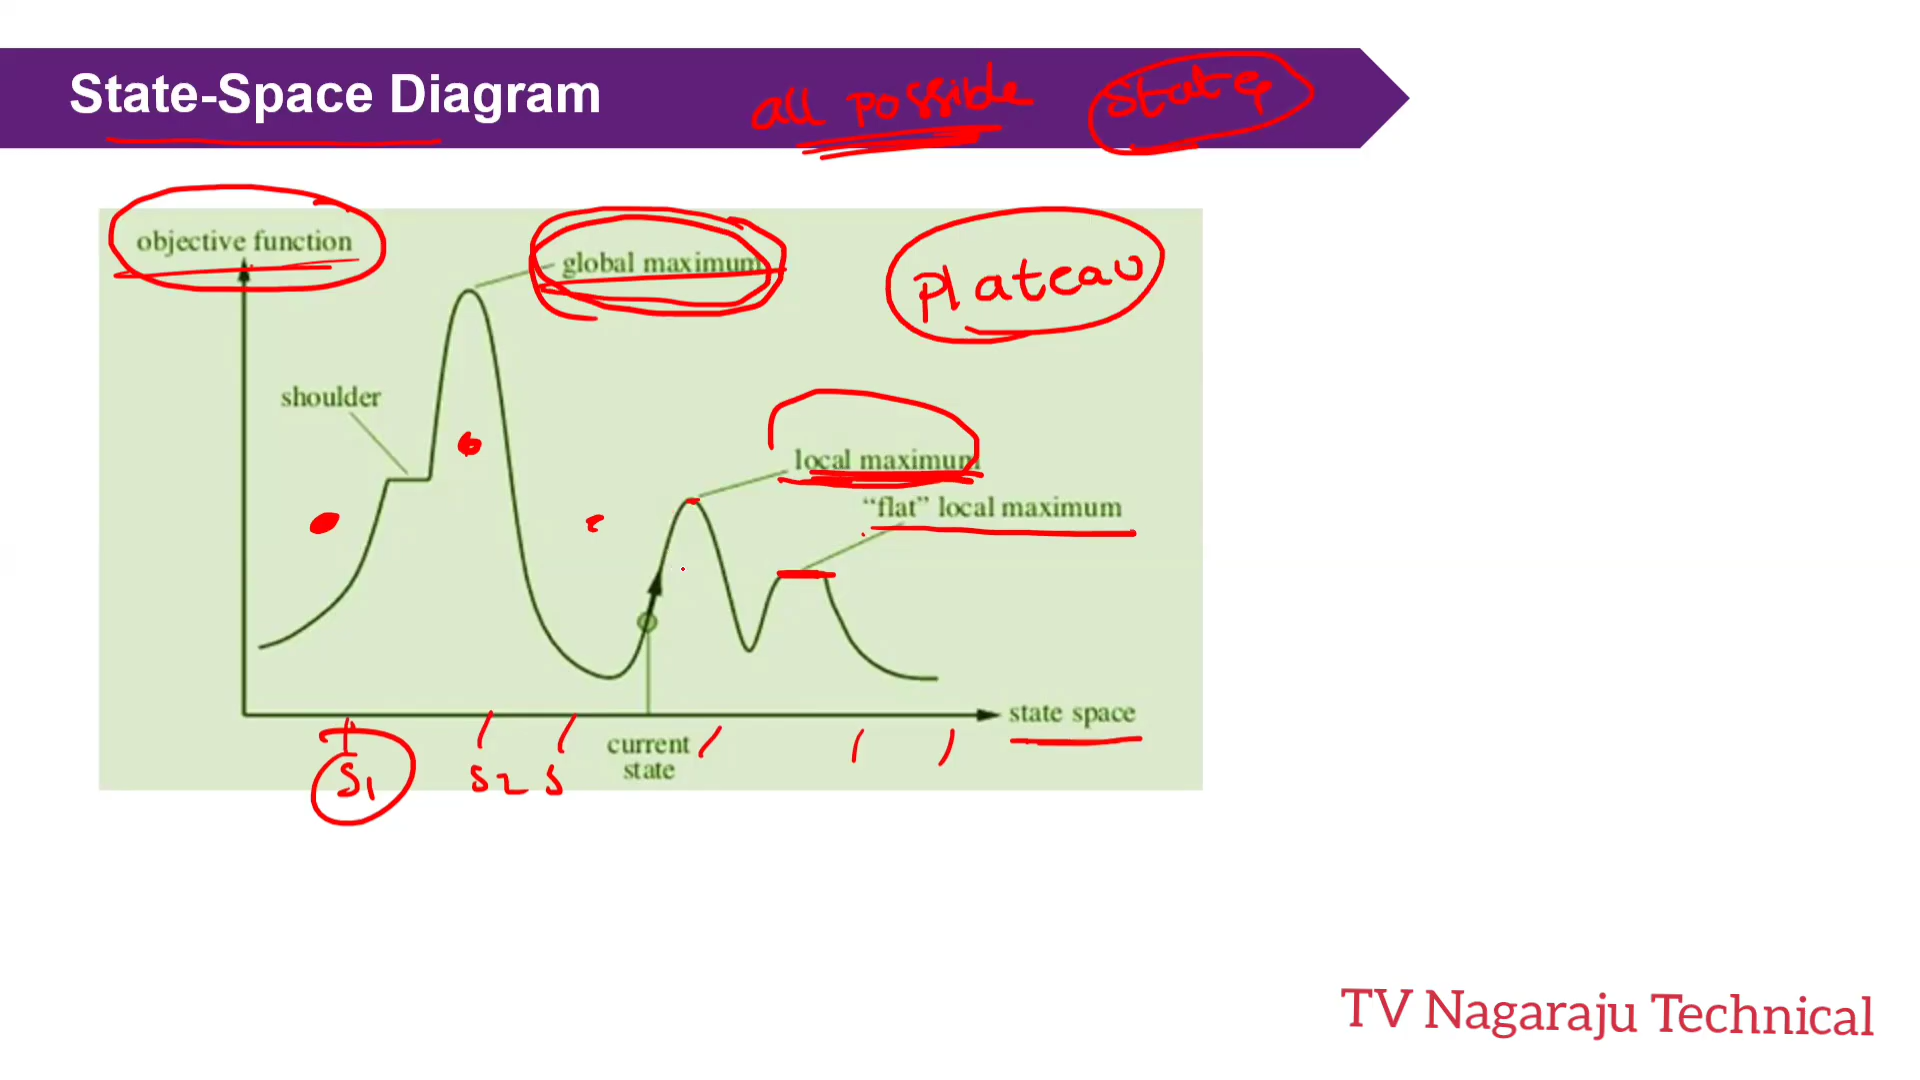 State-Space Diagram
all possible state
objective function
global maximum
Plateau
shoulder
local maximum
"flat" local maximum
state space
current
state
S1
S2 S
TV Nagaraju Technical